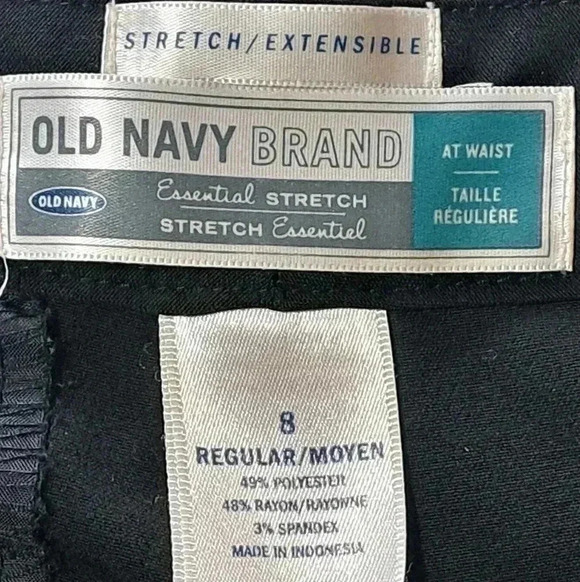 STRETCH/EXTENSIBLE
OLD NAVY BRAND
AT WAIST
TAILLE
RÉGULIÈRE
OLD NAVY
Essential STRETCH
STRETCH Essentiel
8
REGULAR/MOYEN
49% POLYESTER
48% RAYON/RAYONNE
3% SPANDEX
MADE IN INDONESIA